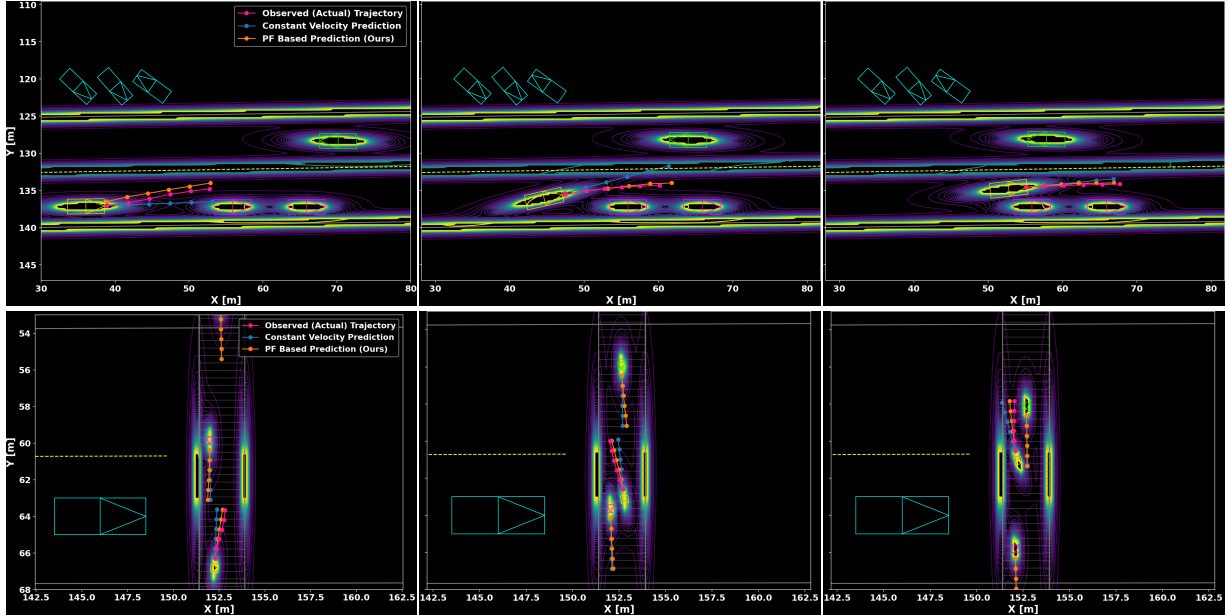 110
115
120
125
130
135
140
145
Y [m]
Observed (Actual) Trajectory
Constant Velocity Prediction
PF Based Prediction (Ours)
30 40 50 60 70 80
X [m]
30 40 50 60 70 80
X [m]
30 40 50 60 70 80
X [m]
54
56
58
60
62
64
66
68
Y [m]
Observed (Actual) Trajectory
Constant Velocity Prediction
PF Based Prediction (Ours)
142.5 145.0 147.5 150.0 152.5 155.0 157.5 160.0 162.5
X [m]
142.5 145.0 147.5 150.0 152.5 155.0 157.5 160.0 162.5
X [m]
142.5 145.0 147.5 150.0 152.5 155.0 157.5 160.0 162.5
X [m]